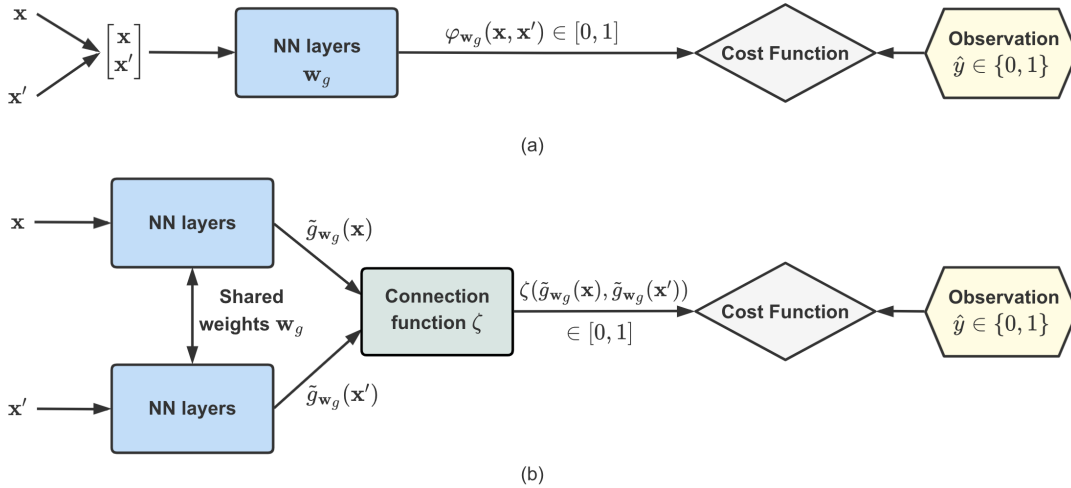 x
x′
[x
x′]
NN layers
w_g
φ_{w_g}(x, x′) ∈ [0, 1]
Cost Function
Observation
ŷ ∈ {0, 1}
(a)
x
NN layers
g̃_{w_g}(x)
Shared
weights w_g
Connection
function ζ
ζ(g̃_{w_g}(x), g̃_{w_g}(x′))
∈ [0, 1]
Cost Function
Observation
ŷ ∈ {0, 1}
x′
NN layers
g̃_{w_g}(x′)
(b)